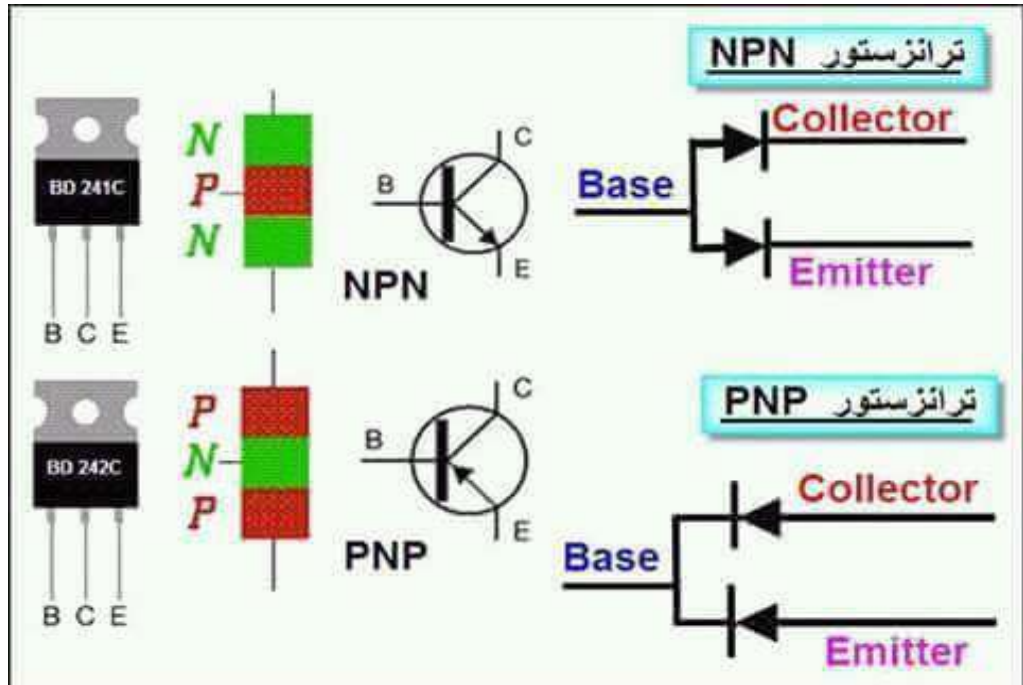 ترانزستور NPN
BD 241C
B C E
N
P
N
B
C
E
NPN
Base
Collector
Emitter
ترانزستور PNP
BD 242C
B C E
P
N
P
B
C
E
PNP
Base
Collector
Emitter